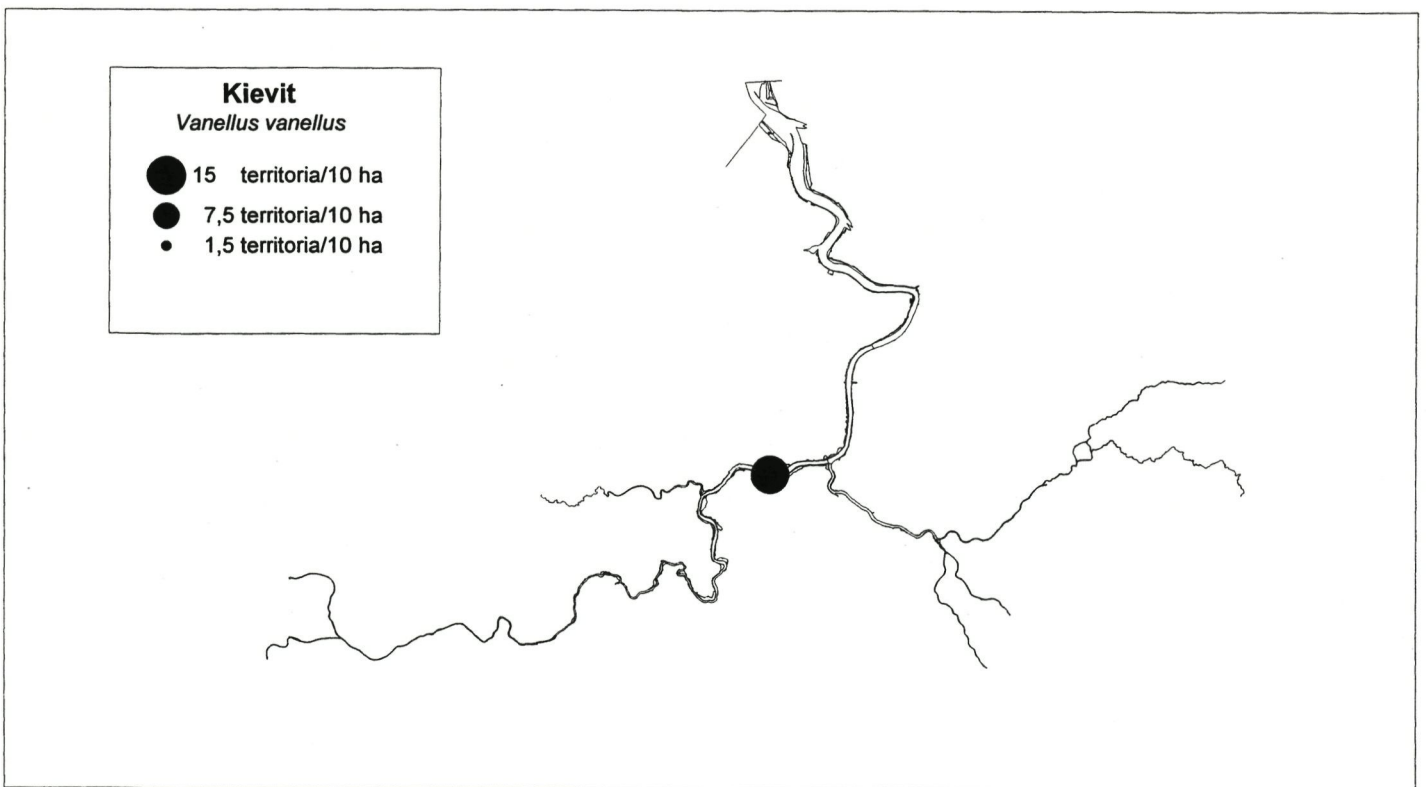 Kievit
Vanellus vanellus
15 territoria/10 ha
7,5 territoria/10 ha
1,5 territoria/10 ha